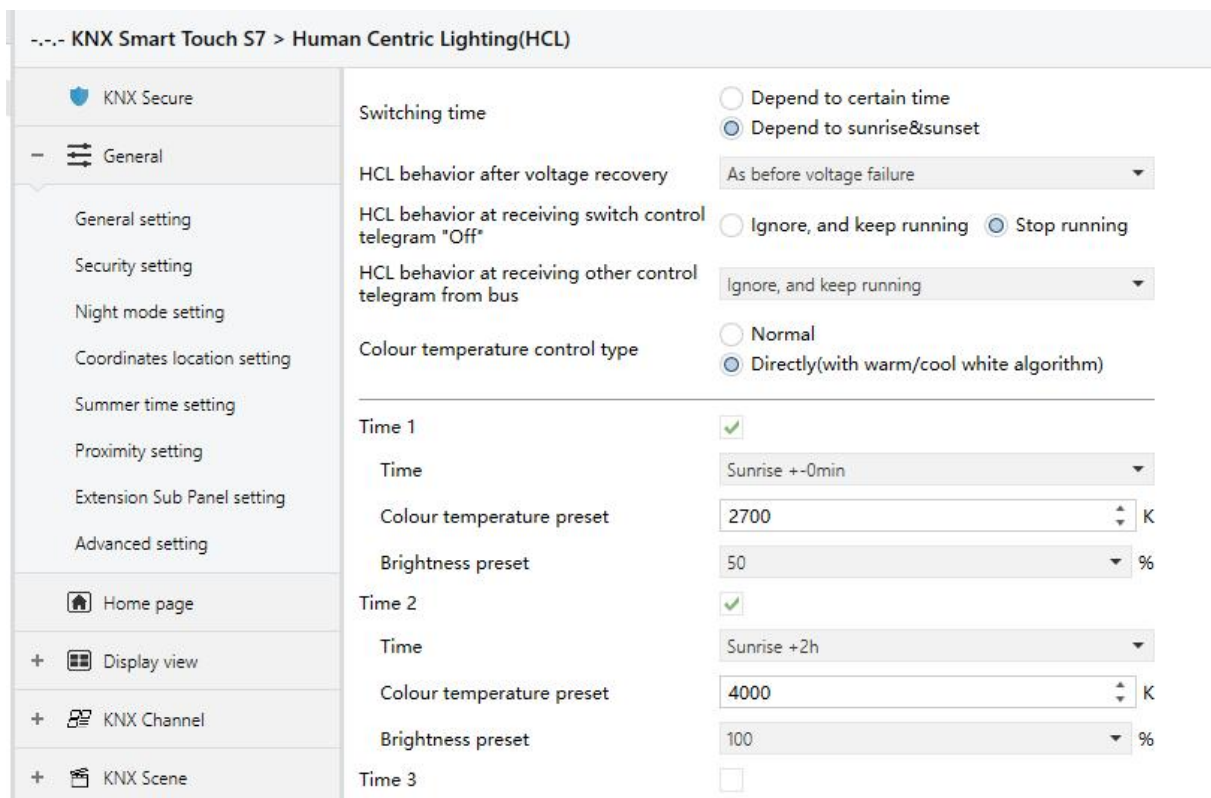 -.-.- KNX Smart Touch S7 > Human Centric Lighting(HCL)
KNX Secure
General
General setting
Security setting
Night mode setting
Coordinates location setting
Summer time setting
Proximity setting
Extension Sub Panel setting
Advanced setting
Home page
Display view
KNX Channel
KNX Scene
Switching time
Depend to certain time
Depend to sunrise&sunset
HCL behavior after voltage recovery
As before voltage failure
HCL behavior at receiving switch control
telegram "Off"
Ignore, and keep running
Stop running
HCL behavior at receiving other control
telegram from bus
Ignore, and keep running
Colour temperature control type
Normal
Directly(with warm/cool white algorithm)
Time 1
Time
Sunrise +-0min
Colour temperature preset
2700
K
Brightness preset
50
%
Time 2
Time
Sunrise +2h
Colour temperature preset
4000
K
Brightness preset
100
%
Time 3